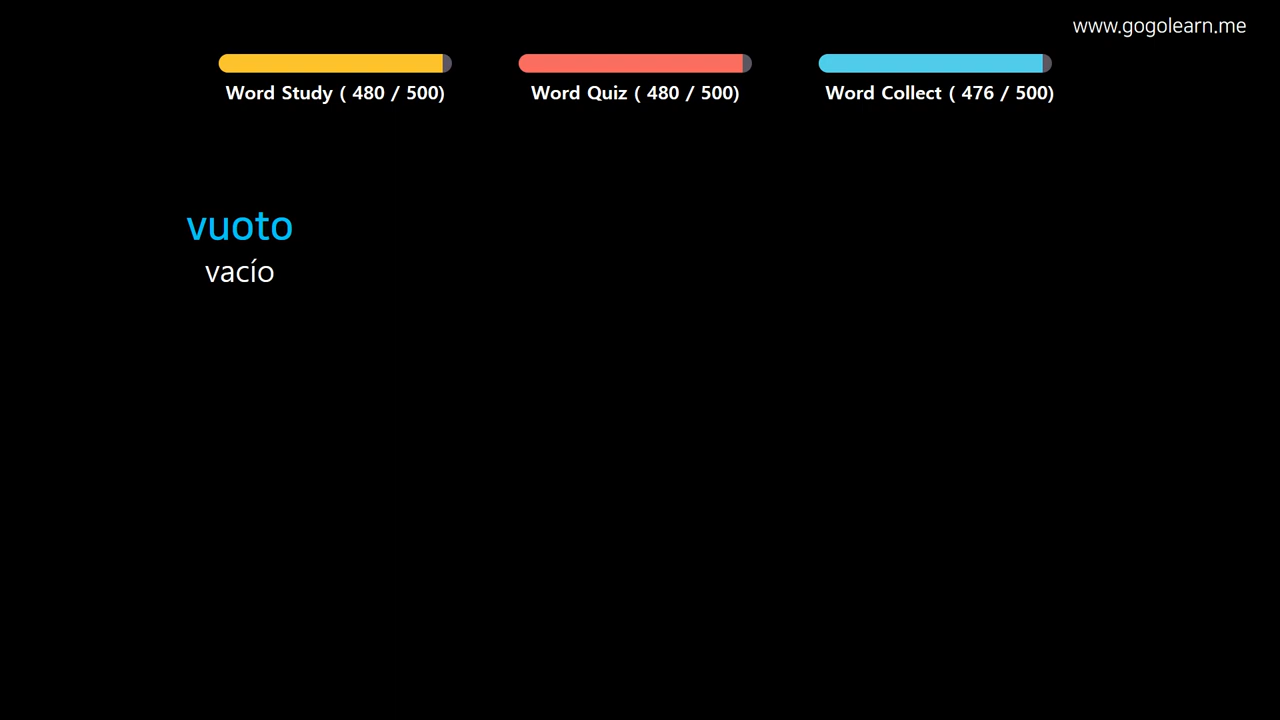 www.gogolearn.me
Word Study ( 480 / 500)
Word Quiz ( 480 / 500)
Word Collect ( 476 / 500)
vuoto
vacío